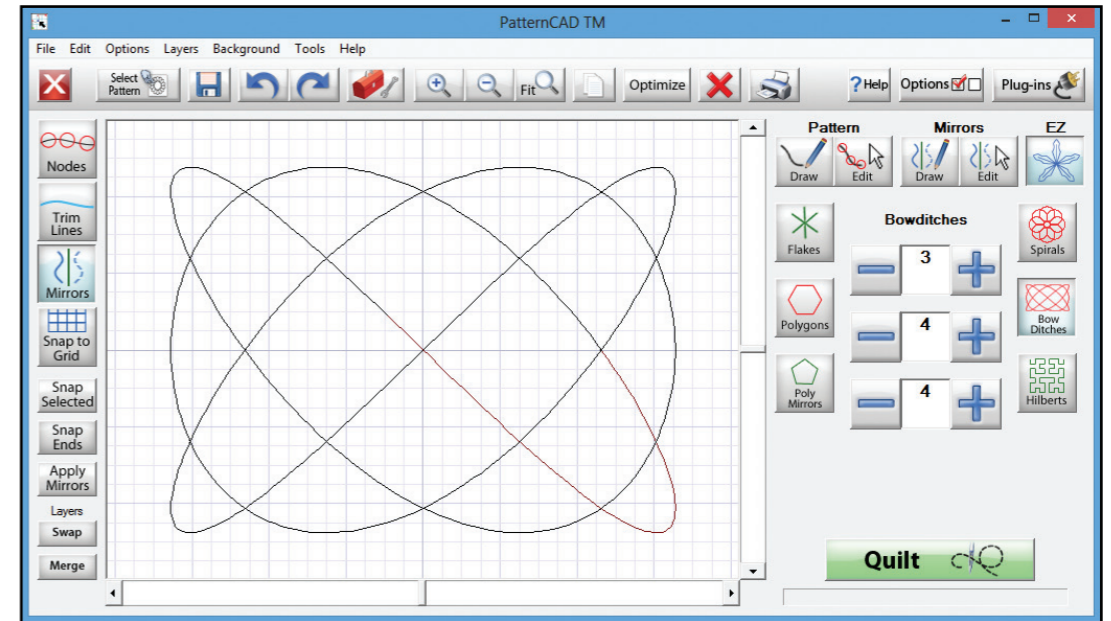 PatternCAD TM
File Edit Options Layers Background Tools Help
Select
Pattern
Fit
Optimize
? Help
Options
Plug-ins
Nodes
Trim
Lines
Mirrors
Snap to
Grid
Snap
Selected
Snap
Ends
Apply
Mirrors
Layers
Swap
Merge
Pattern Mirrors EZ
Draw Edit Draw Edit
Bowditches
Flakes
3
Spirals
Polygons
4
Bow
Ditches
Poly
Mirrors
4
Hilberts
Quilt